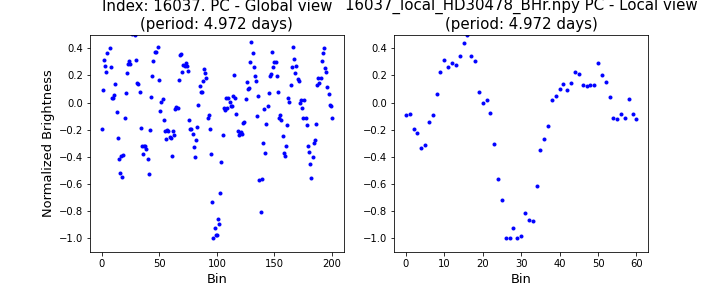 Index: 16037. PC - Global view
(period: 4.972 days)
16037_local_HD30478_BHr.npy PC - Local view
(period: 4.972 days)
Normalized Brightness
0.4
0.2
0.0
−0.2
−0.4
−0.6
−0.8
−1.0
0 50 100 150 200
Bin
0.4
0.2
0.0
−0.2
−0.4
−0.6
−0.8
−1.0
0 10 20 30 40 50 60
Bin